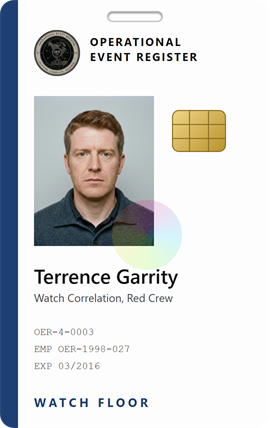 OPERATIONAL
EVENT REGISTER
Terrence Garrity
Watch Correlation, Red Crew
OER-4-0003
EMP OER-1998-027
EXP 03/2016
WATCH FLOOR